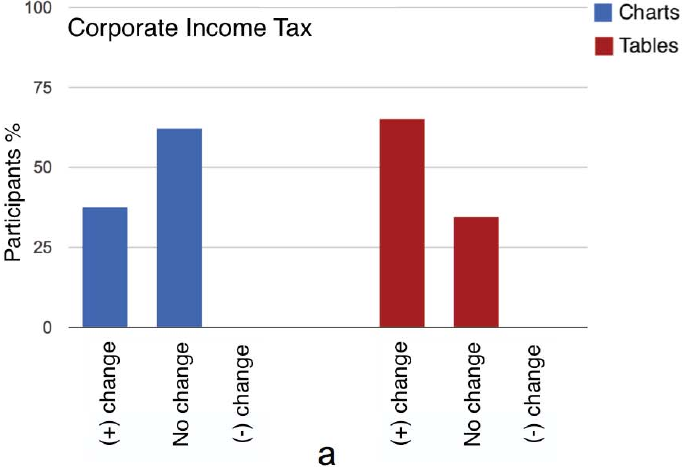 Corporate Income Tax
Charts
Tables
Participants %
100
75
50
25
0
(+) change
No change
(-) change
(+) change
No change
(-) change
a